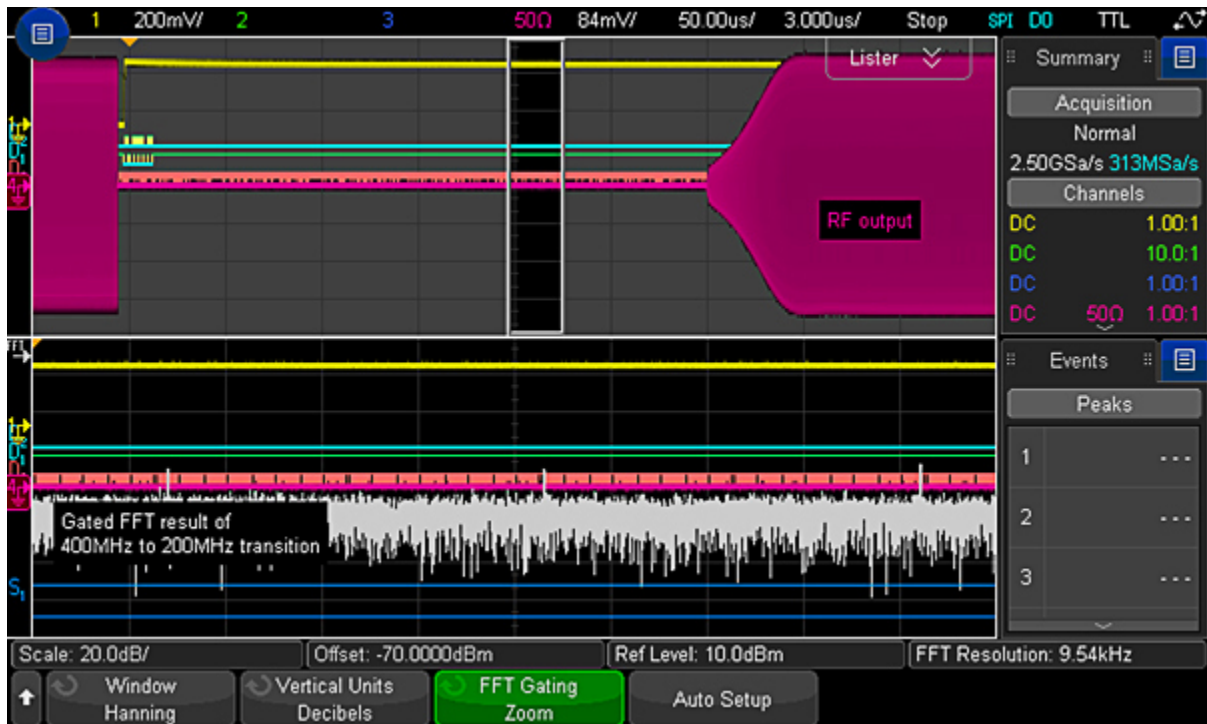 1 200mV/ 2 3 50Ω 84mV/ 50.00us/ 3.000us/ Stop SPI D0 TTL
Lister
Summary
Acquisition
Normal
2.50GSa/s 313MSa/s
Channels
DC 1.00:1
DC 10.0:1
DC 1.00:1
DC 50Ω 1.00:1
RF output
Events
Peaks
1 ---
2 ---
3 ---
Gated FFT result of
400MHz to 200MHz transition
S1
Scale: 20.0dB/ Offset: -70.0000dBm Ref Level: 10.0dBm FFT Resolution: 9.54kHz
Window
Hanning
Vertical Units
Decibels
FFT Gating
Zoom
Auto Setup